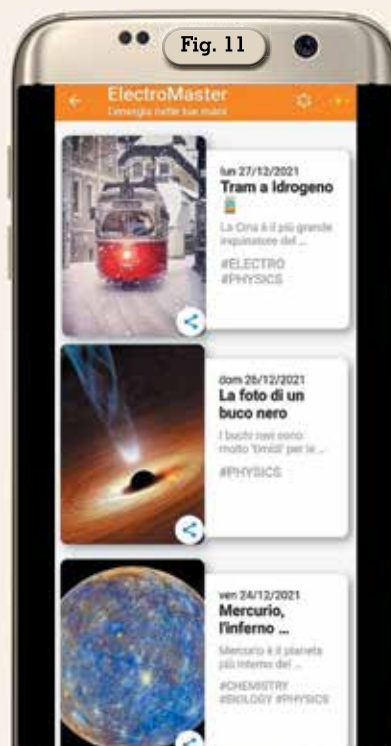 Fig. 11
ElectroMaster
L'energia nelle tue mani
lun 27/12/2021
Tram a Idrogeno
La Cina è il più grande
inquinatore del ...
#ELECTRO
#PHYSICS
dom 26/12/2021
La foto di un
buco nero
I buchi neri sono
molto "timidi" per le ...
#PHYSICS
ven 24/12/2021
Mercurio,
l'inferno ...
Mercurio è il pianeta
più interno del ...
#CHEMISTRY
#BIOLOGY #PHYSICS